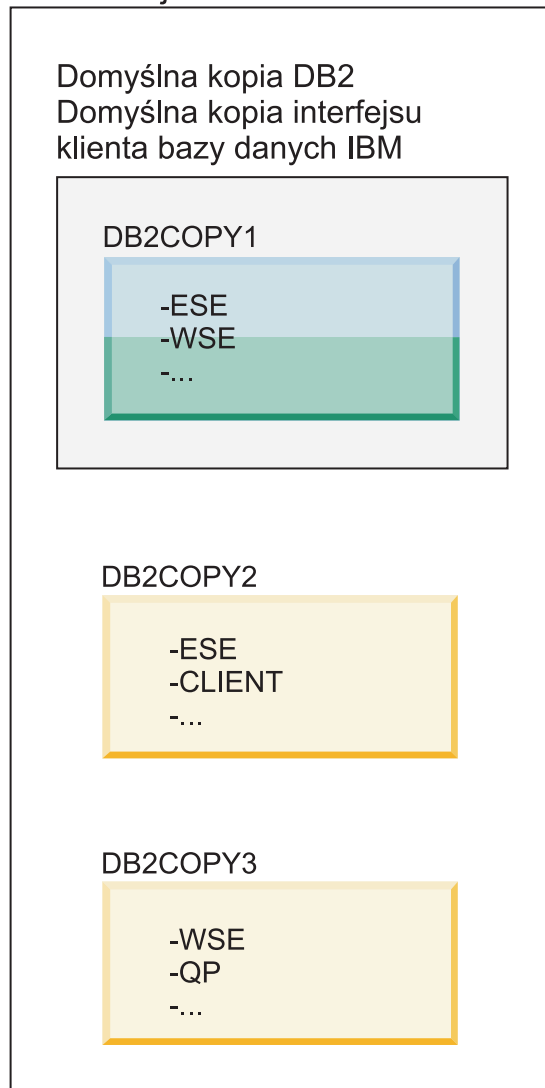 Domyślna kopia DB2
Domyślna kopia interfejsu
klienta bazy danych IBM
DB2COPY1
-ESE
-WSE
-...
DB2COPY2
-ESE
-CLIENT
-...
DB2COPY3
-WSE
-QP
-...